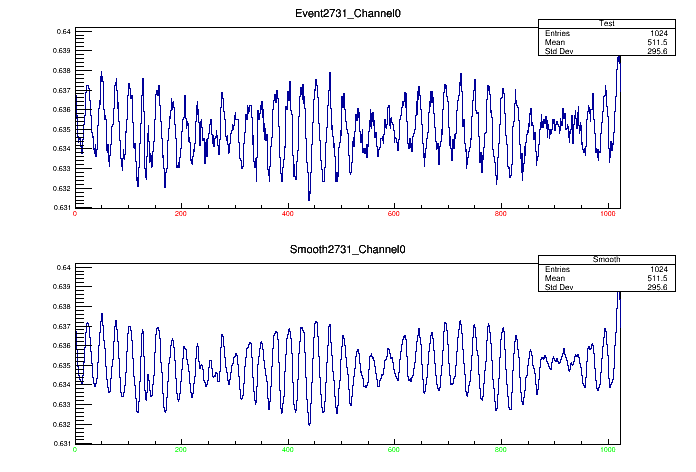 Event2731_Channel0
Test
Entries 1024
Mean 511.5
Std Dev 295.6
0.64
0.639
0.638
0.637
0.636
0.635
0.634
0.633
0.632
0.631
0 200 400 600 800 1000
Smooth2731_Channel0
Smooth
Entries 1024
Mean 511.5
Std Dev 295.6
0.64
0.639
0.638
0.637
0.636
0.635
0.634
0.633
0.632
0.631
0 200 400 600 800 1000